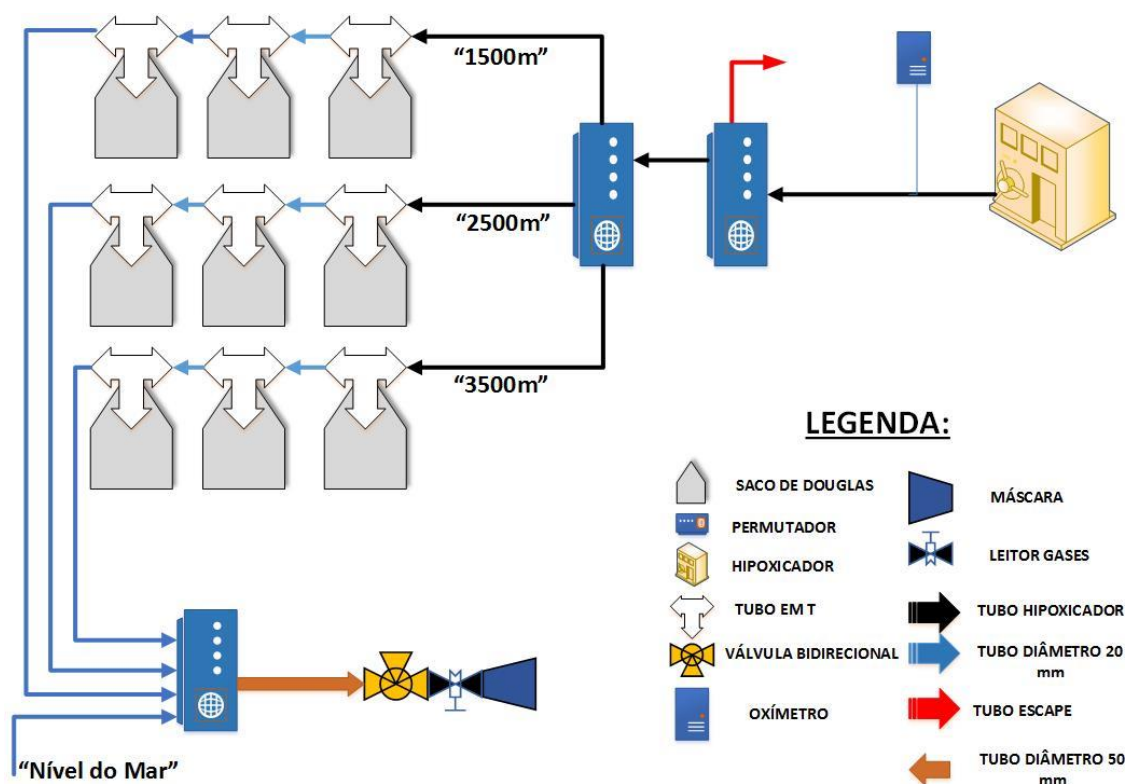 “1500m”
“2500m”
“3500m”
LEGENDA:
SACO DE DOUGLAS
MÁSCARA
PERMUTADOR
LEITOR GASES
HIPOXICADOR
TUBO EM T
TUBO HIPOXICADOR
VÁLVULA BIDIRECIONAL
TUBO DIÂMETRO 20
mm
OXÍMETRO
TUBO ESCAPE
TUBO DIÂMETRO 50
mm
“Nível do Mar”